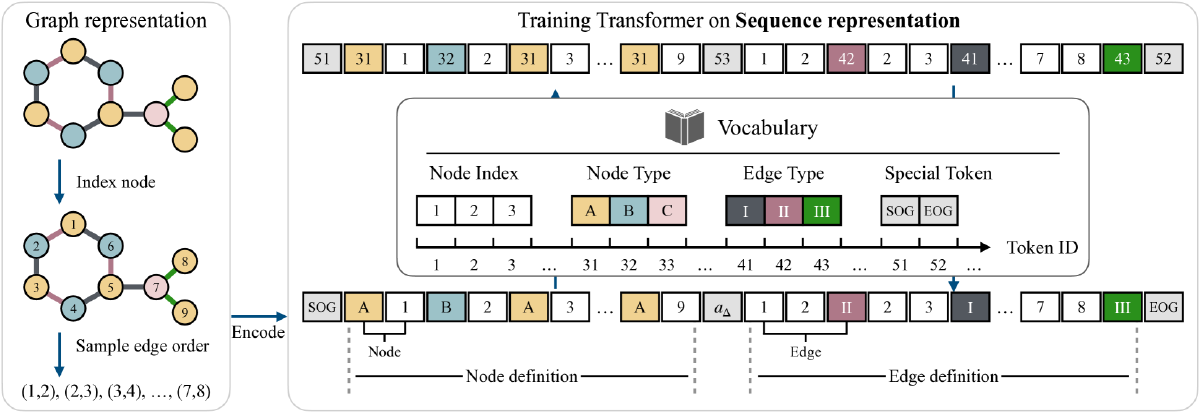 Graph representation
Index node
1
2 6
3 5 7 8
4 9
Sample edge order
(1,2), (2,3), (3,4), …, (7,8)
Encode
Training Transformer on Sequence representation
51 31 1 32 2 31 3 … 31 9 53 1 2 42 2 3 41 … 7 8 43 52
Vocabulary
Node Index Node Type Edge Type Special Token
1 2 3 A B C I II III SOG EOG
Token ID
1 2 3 … 31 32 33 … 41 42 43 … 51 52 …
SOG A 1 B 2 A 3 … A 9 aΔ 1 2 II 2 3 I … 7 8 III EOG
Node Edge
Node definition Edge definition